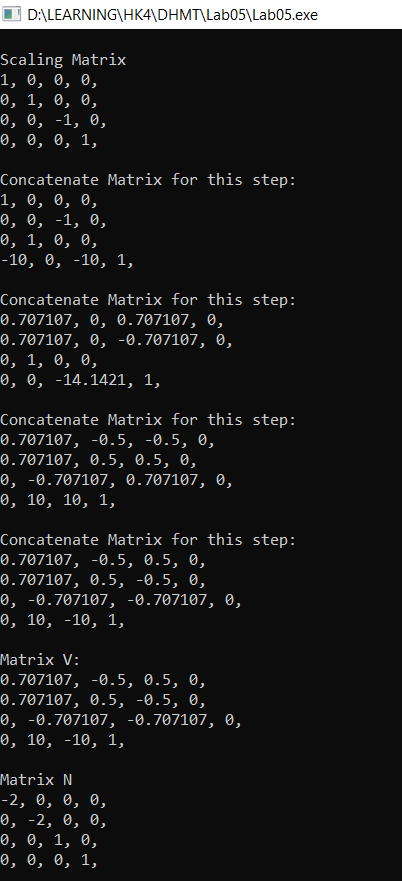 D:\LEARNING\HK4\DHMT\Lab05\Lab05.exe
Scaling Matrix
1, 0, 0, 0,
0, 1, 0, 0,
0, 0, -1, 0,
0, 0, 0, 1,
Concatenate Matrix for this step:
1, 0, 0, 0,
0, 0, -1, 0,
0, 1, 0, 0,
-10, 0, -10, 1,
Concatenate Matrix for this step:
0.707107, 0, 0.707107, 0,
0.707107, 0, -0.707107, 0,
0, 1, 0, 0,
0, 0, -14.1421, 1,
Concatenate Matrix for this step:
0.707107, -0.5, -0.5, 0,
0.707107, 0.5, 0.5, 0,
0, -0.707107, 0.707107, 0,
0, 10, 10, 1,
Concatenate Matrix for this step:
0.707107, -0.5, 0.5, 0,
0.707107, 0.5, -0.5, 0,
0, -0.707107, -0.707107, 0,
0, 10, -10, 1,
Matrix V:
0.707107, -0.5, 0.5, 0,
0.707107, 0.5, -0.5, 0,
0, -0.707107, -0.707107, 0,
0, 10, -10, 1,
Matrix N
-2, 0, 0, 0,
0, -2, 0, 0,
0, 0, 1, 0,
0, 0, 0, 1,